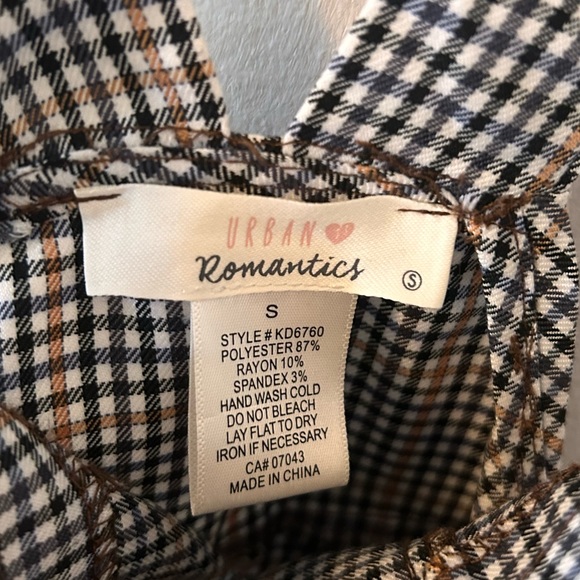 URBAN
Romantics
S
S
STYLE # KD6760
POLYESTER 87%
RAYON 10%
SPANDEX 3%
HAND WASH COLD
DO NOT BLEACH
LAY FLAT TO DRY
IRON IF NECESSARY
CA# 07043
MADE IN CHINA